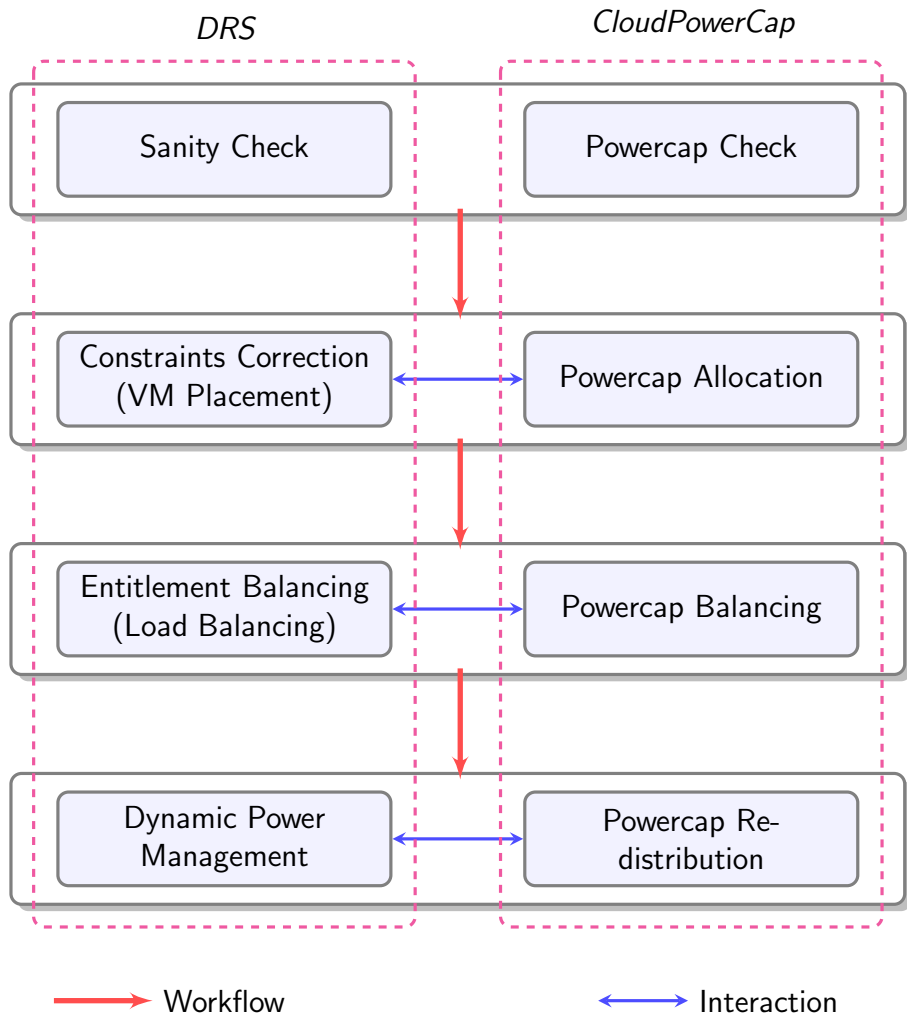 DRS
CloudPowerCap
Sanity Check
Powercap Check
Constraints Correction
(VM Placement)
Powercap Allocation
Entitlement Balancing
(Load Balancing)
Powercap Balancing
Dynamic Power
Management
Powercap Re-
distribution
Workflow
Interaction